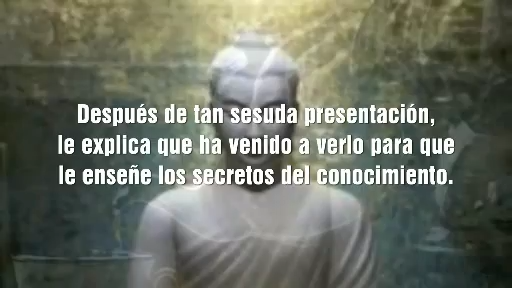 Después de tan sesuda presentación,
le explica que ha venido a verlo para que
le enseñe los secretos del conocimiento.